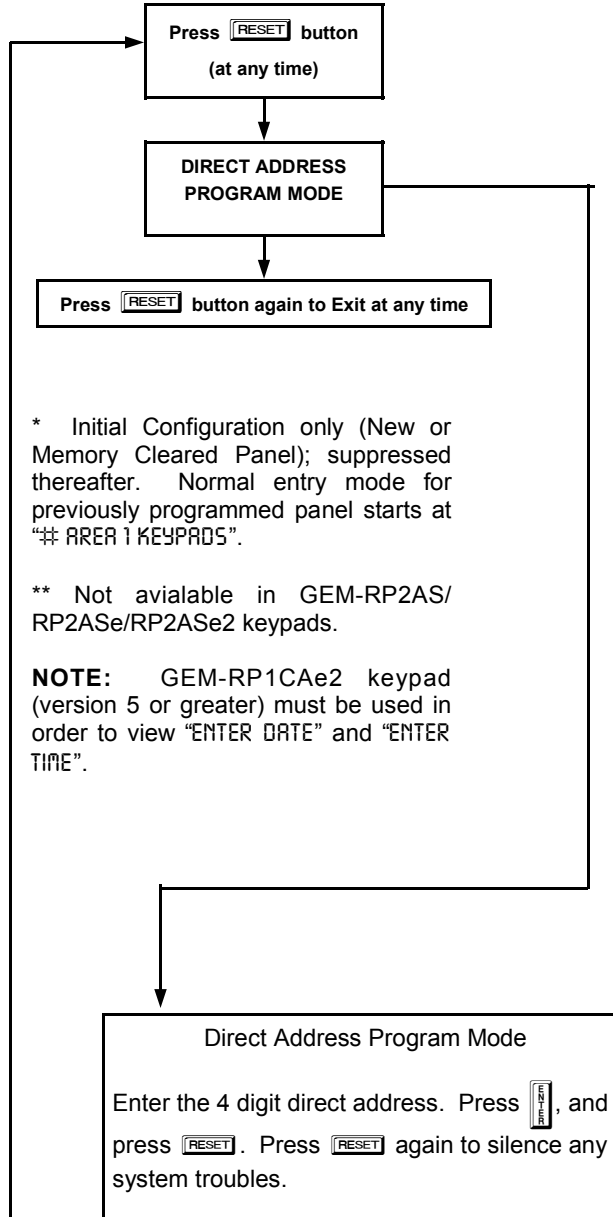 Press RESET button
(at any time)
DIRECT ADDRESS
PROGRAM MODE
Press RESET button again to Exit at any time
* Initial Configuration only (New or
Memory Cleared Panel); suppressed
thereafter. Normal entry mode for
previously programmed panel starts at
“# AREA 1 KEYPADS”.
** Not avialable in GEM-RP2AS/
RP2ASe/RP2ASe2 keypads.
NOTE: GEM-RP1CAe2 keypad
(version 5 or greater) must be used in
order to view “ENTER DATE” and “ENTER
TIME”.
Direct Address Program Mode
Enter the 4 digit direct address. Press ENTER, and
press RESET. Press RESET again to silence any
system troubles.